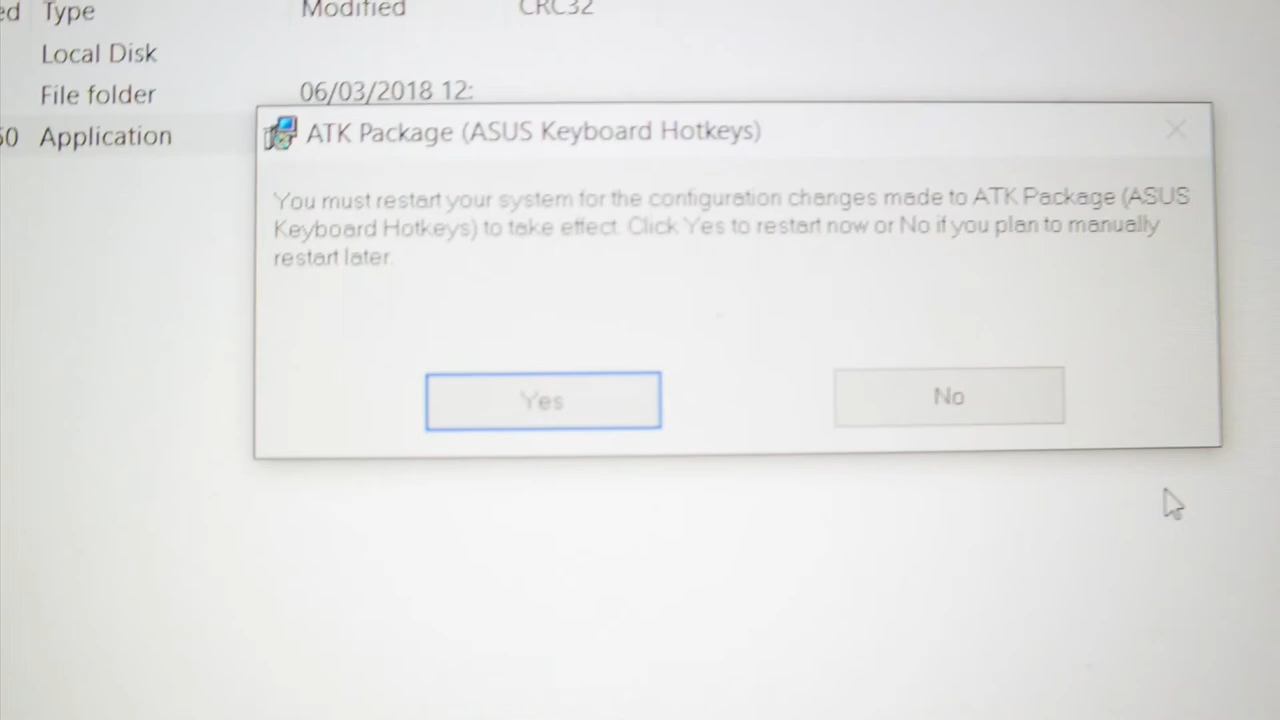 ed Type Modified CRC32
Local Disk
File folder 06/03/2018 12:
60 Application
ATK Package (ASUS Keyboard Hotkeys)
You must restart your system for the configuration changes made to ATK Package (ASUS
Keyboard Hotkeys) to take effect. Click Yes to restart now or No if you plan to manually
restart later.
Yes No